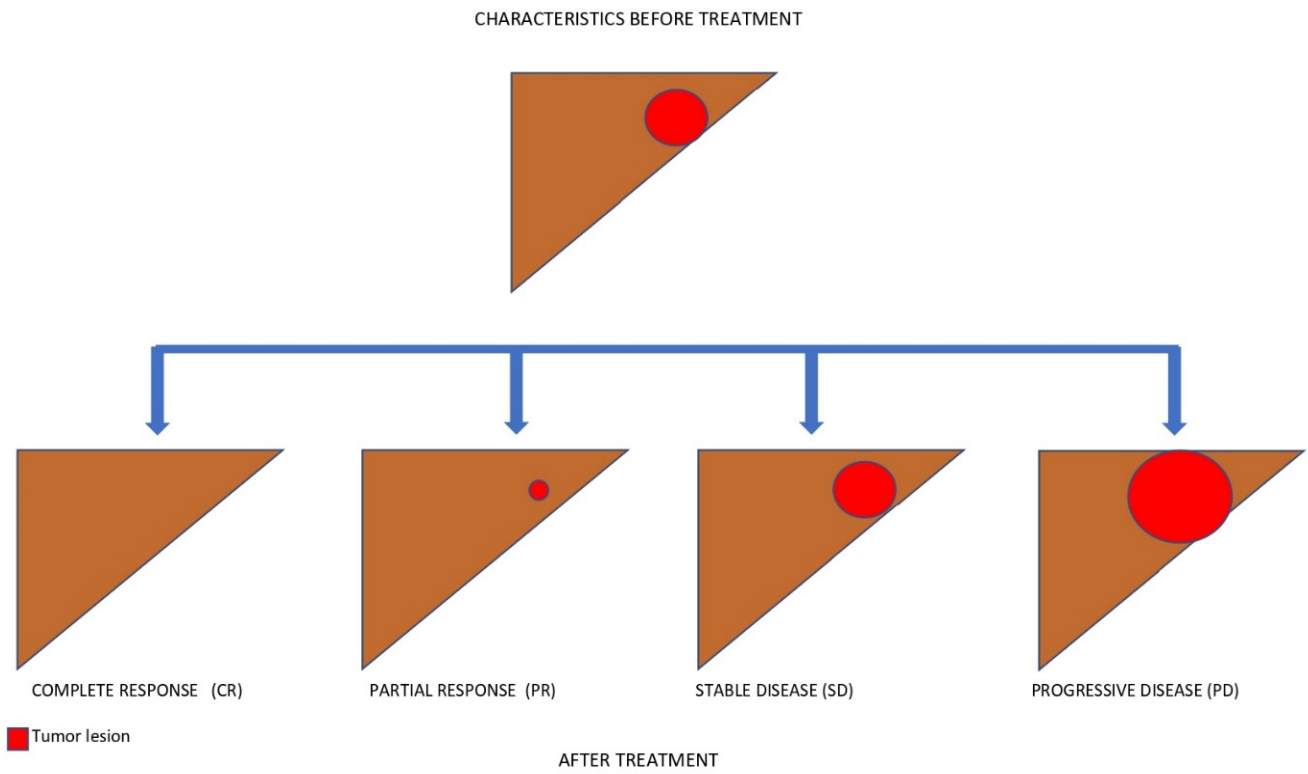 CHARACTERISTICS BEFORE TREATMENT
COMPLETE RESPONSE (CR)
PARTIAL RESPONSE (PR)
STABLE DISEASE (SD)
PROGRESSIVE DISEASE (PD)
Tumor lesion
AFTER TREATMENT